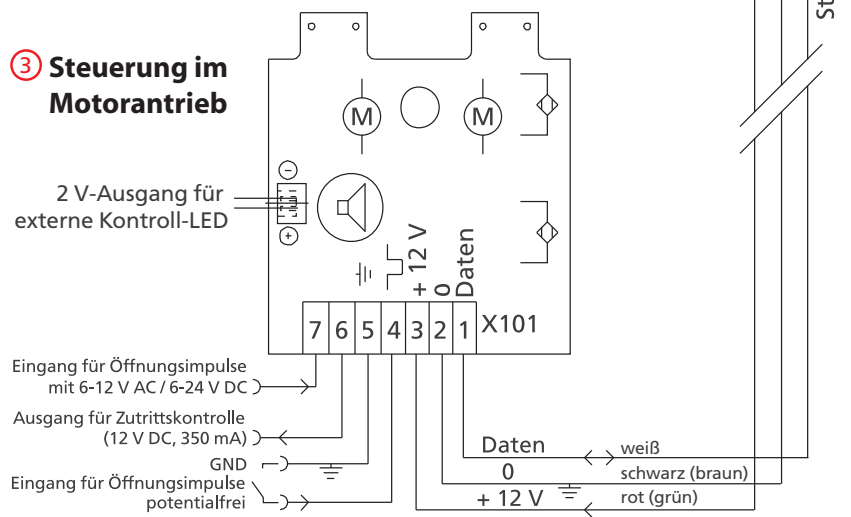 St
③ Steuerung im
Motorantrieb
M
M
2 V-Ausgang für
externe Kontroll-LED
−
+
+ 12 V
0
Daten
7 6 5 4 3 2 1 X101
Eingang für Öffnungsimpulse
mit 6-12 V AC / 6-24 V DC
Ausgang für Zutrittskontrolle
(12 V DC, 350 mA)
GND
Eingang für Öffnungsimpulse
potentialfrei
Daten weiß
0 schwarz (braun)
+ 12 V rot (grün)